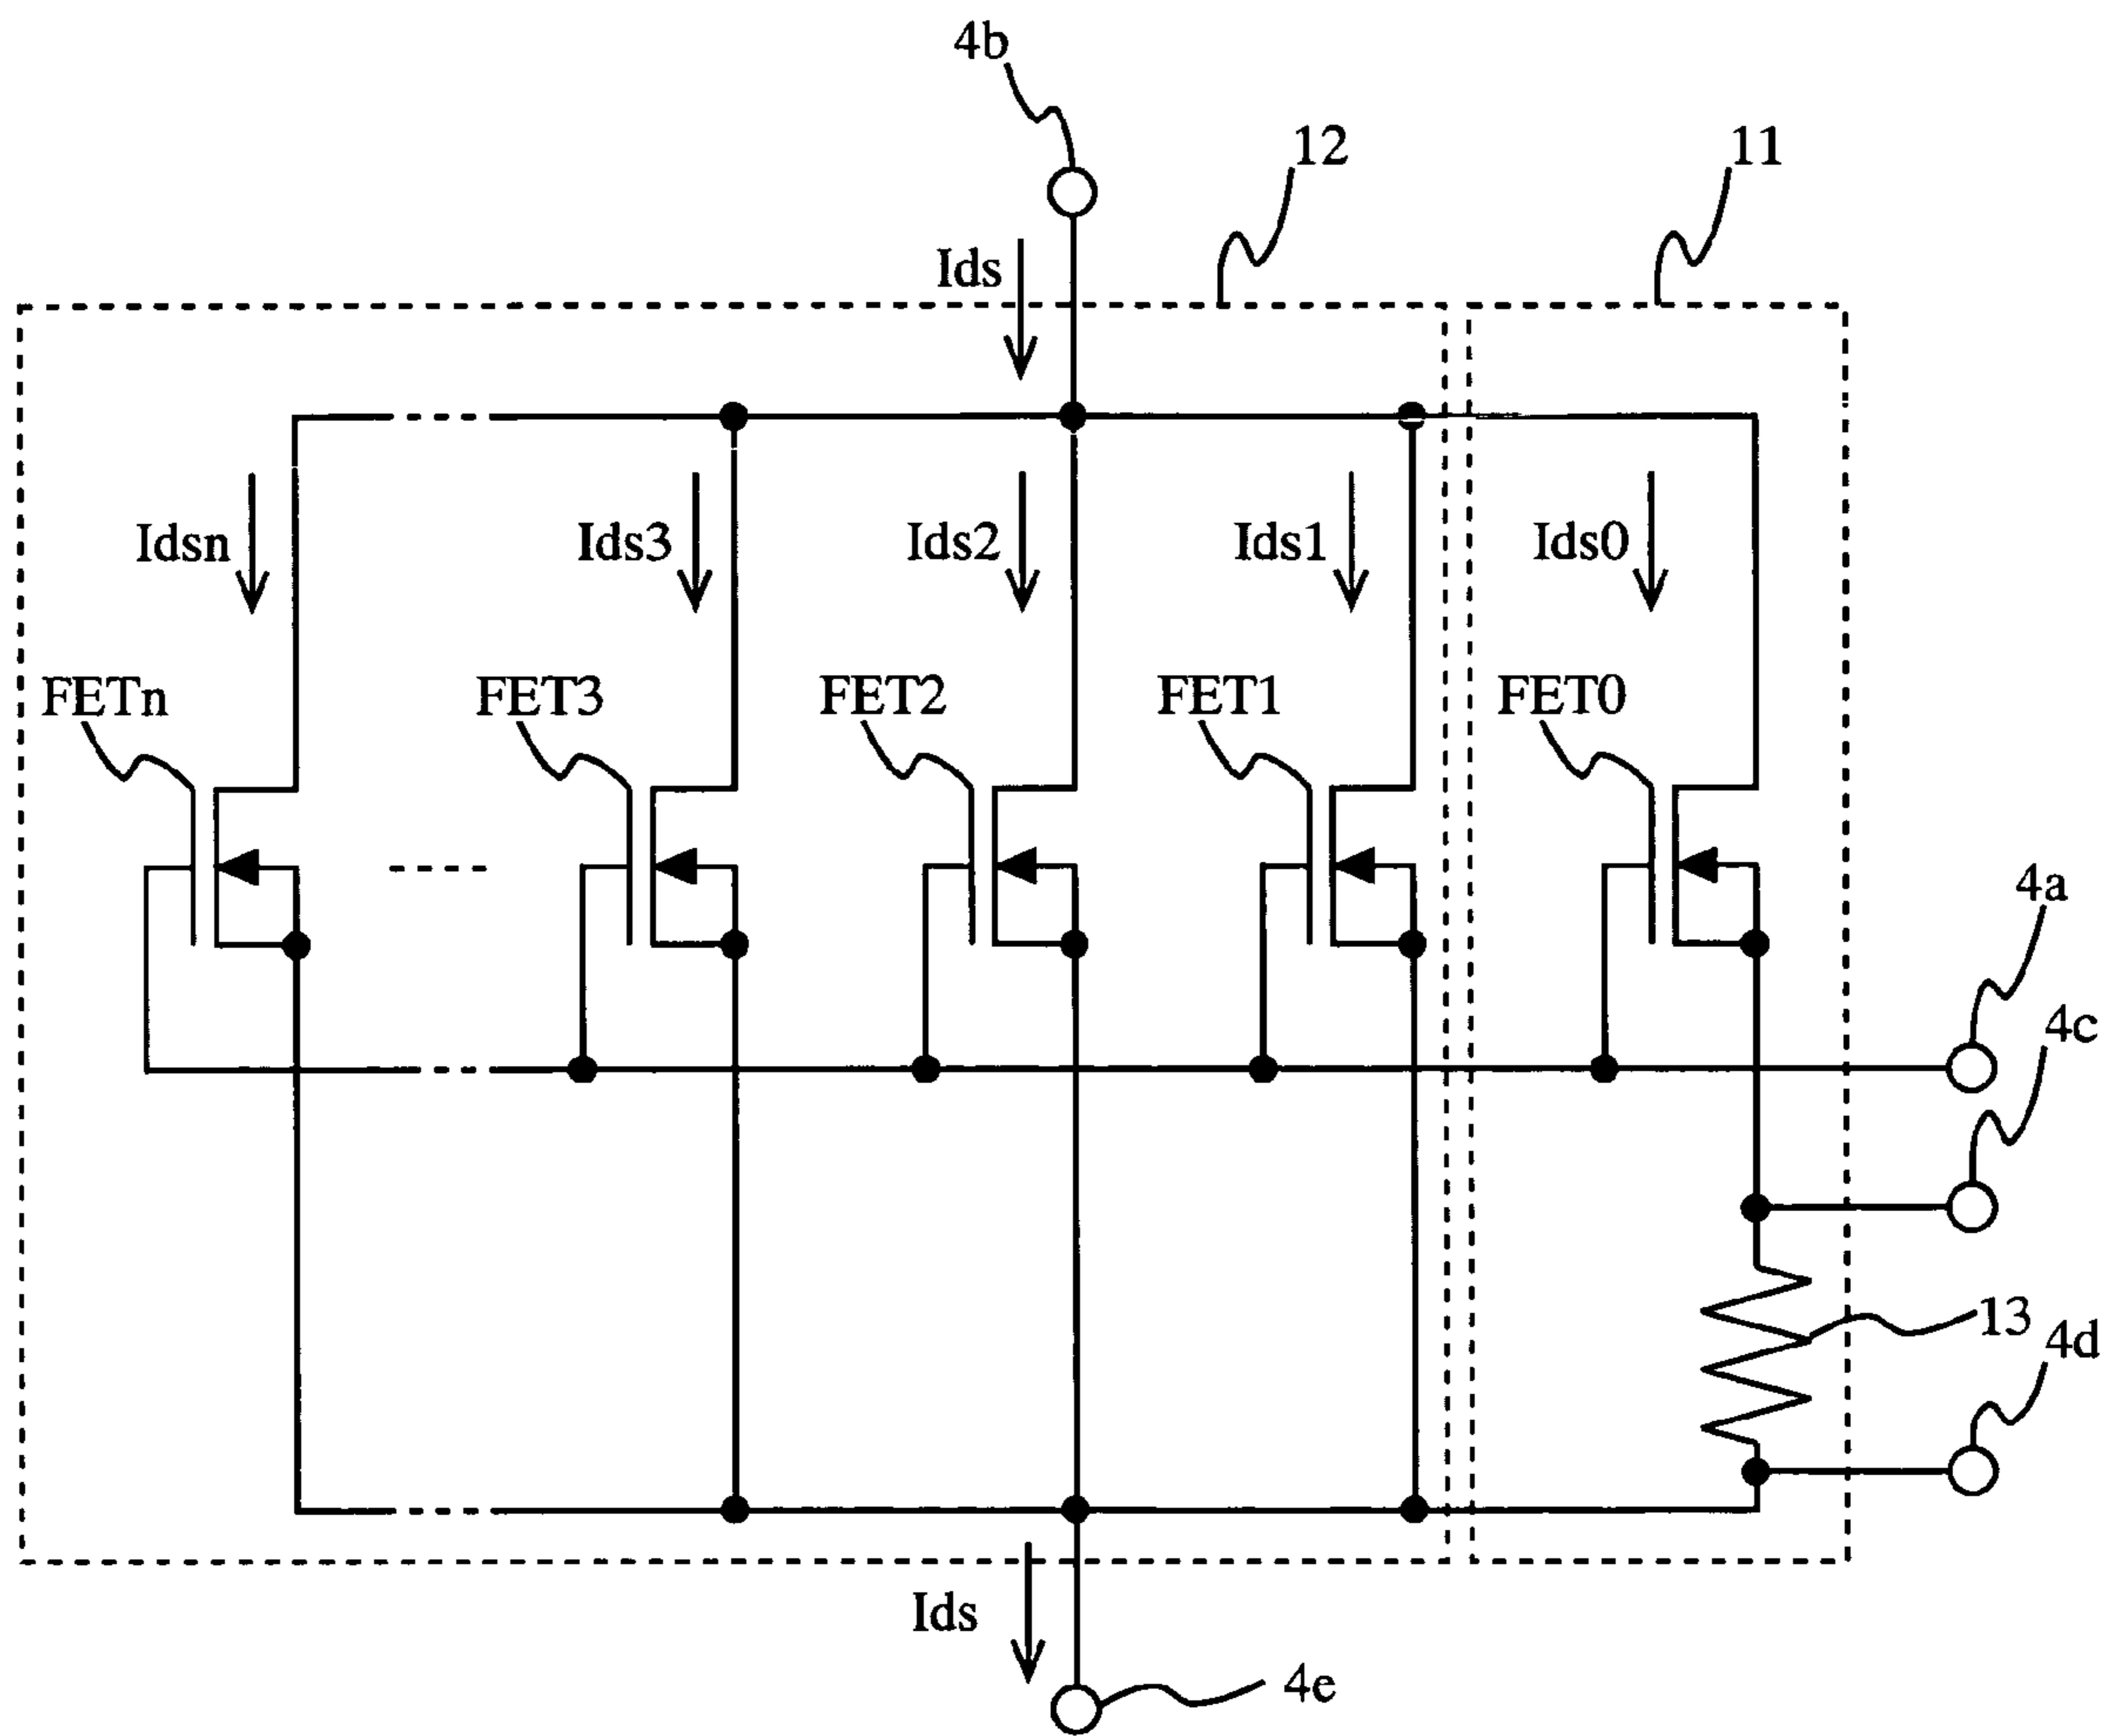 4b
12
11
Ids
Idsn
Ids3
Ids2
Ids1
Ids0
FETn
FET3
FET2
FET1
FET0
4a
4c
13
4d
Ids
4e